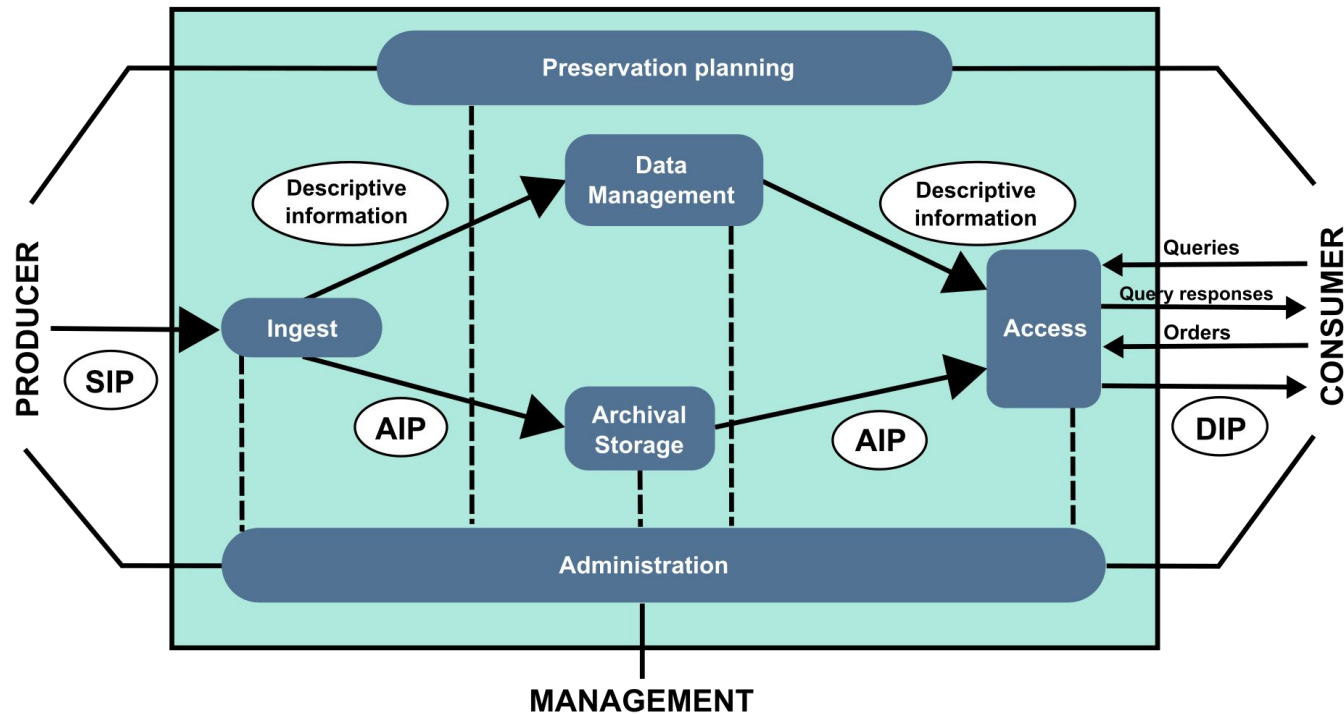 Preservation planning
Data
Management
Descriptive
information
Descriptive
information
Queries
Query responses
Orders
PRODUCER
SIP
Ingest
Access
CONSUMER
AIP
Archival
Storage
AIP
DIP
Administration
MANAGEMENT